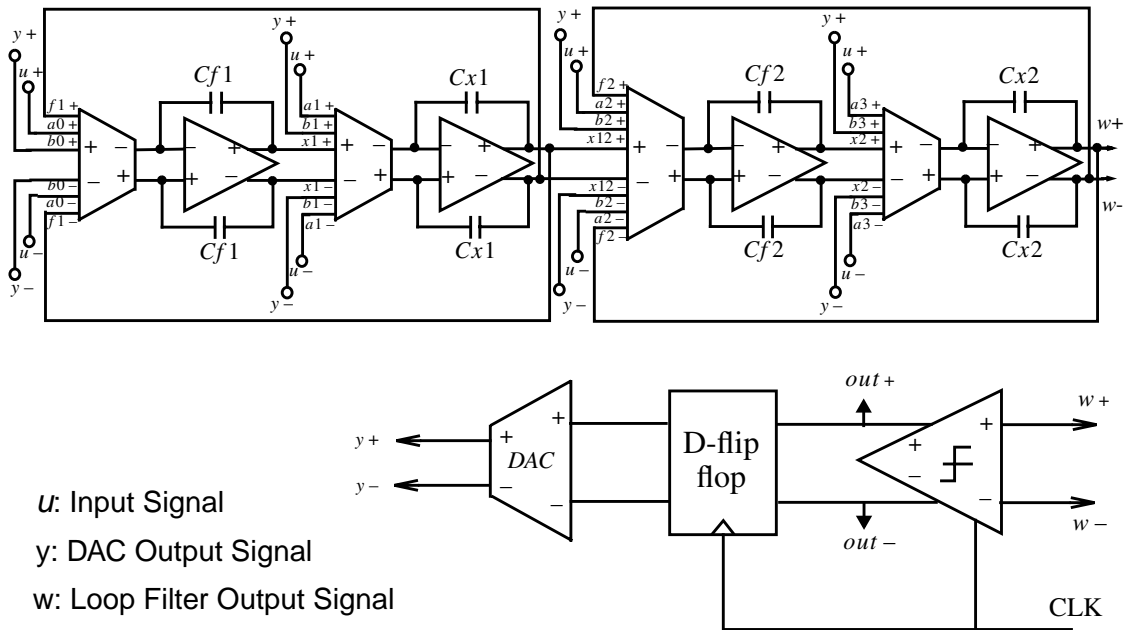 y +
u +
Cf1
f1 +
a0 +
b0 +
+
−
−
+
b0 −
a0 −
f1 −
u −
y −
−
+
+
−
Cf1
y +
u +
Cx1
a1 +
b1 +
x1 +
+
−
−
+
x1 −
b1 −
a1 −
u −
y −
−
+
+
−
Cx1
y +
u +
Cf2
f2 +
a2 +
b2 +
x12 +
+
−
−
+
x12 −
b2 −
a2 −
f2 −
u −
y −
−
+
+
−
Cf2
y +
u +
Cx2
a3 +
b3 +
x2 +
+
−
−
+
x2 −
b3 −
a3 −
u −
y −
−
+
+
−
Cx2
w+
w-
y +
y −
+
−
DAC
+
−
D-flip
flop
out +
out −
+
−
+
−
w +
w −
CLK
u: Input Signal
y: DAC Output Signal
w: Loop Filter Output Signal